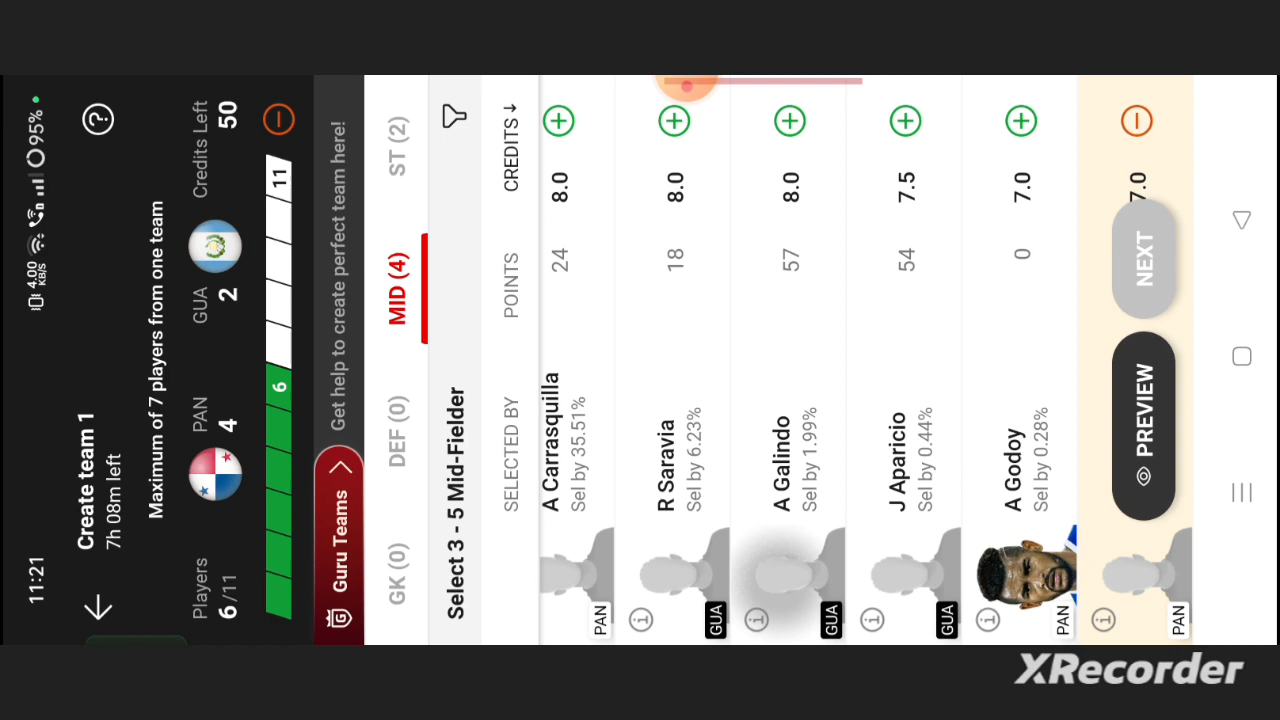 11:21
4.00 KB/S
95%
Create team 1
7h 08m left
Maximum of 7 players from one team
Players
6 /11
PAN
4
GUA
2
Credits Left
50
6
11
Guru Teams
Get help to create perfect team here!
GK (0)
DEF (0)
MID (4)
ST (2)
Select 3 - 5 Mid-Fielder
SELECTED BY
POINTS
CREDITS
A Carrasquilla
Sel by 35.51%
24
8.0
PAN
R Saravia
Sel by 6.23%
18
8.0
GUA
A Galindo
Sel by 1.99%
57
8.0
GUA
J Aparicio
Sel by 0.44%
54
7.5
GUA
A Godoy
Sel by 0.28%
0
7.0
PAN
7.0
PAN
PREVIEW
NEXT
XRecorder